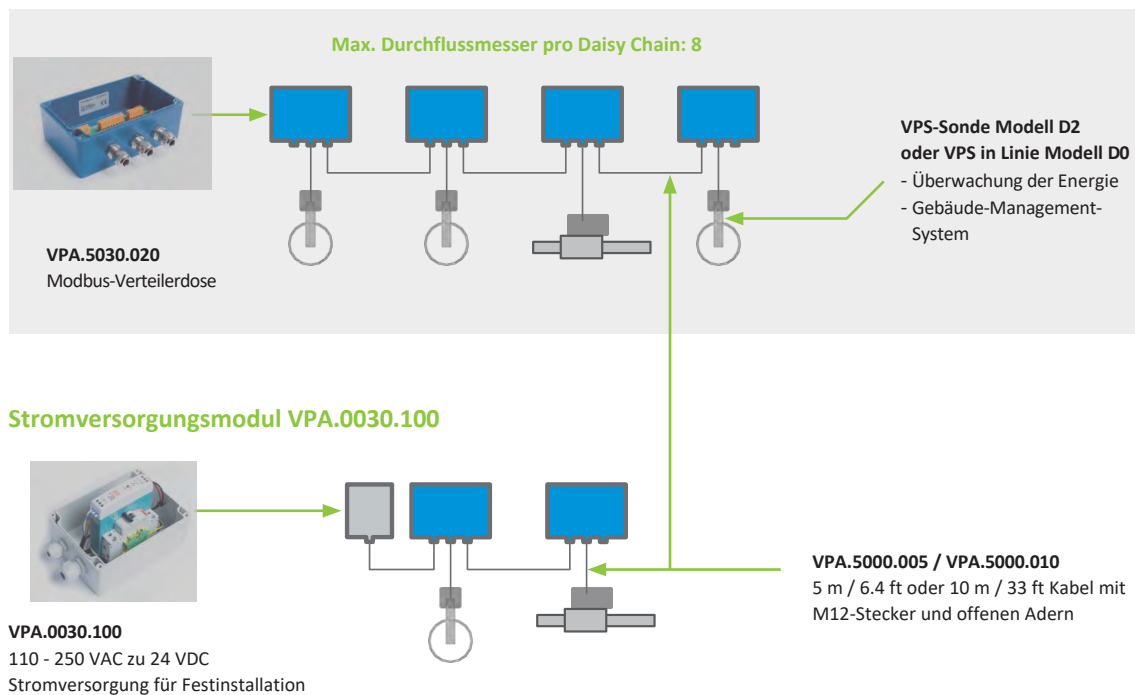 Max. Durchflussmesser pro Daisy Chain: 8
VPS-Sonde Modell D2
oder VPS in Linie Modell D0
- Überwachung der Energie
- Gebäude-Management-
System
VPA.5030.020
Modbus-Verteilerdose
Stromversorgungsmodul VPA.0030.100
VPA.5000.005 / VPA.5000.010
5 m / 6.4 ft oder 10 m / 33 ft Kabel mit
M12-Stecker und offenen Adern
VPA.0030.100
110 - 250 VAC zu 24 VDC
Stromversorgung für Festinstallation